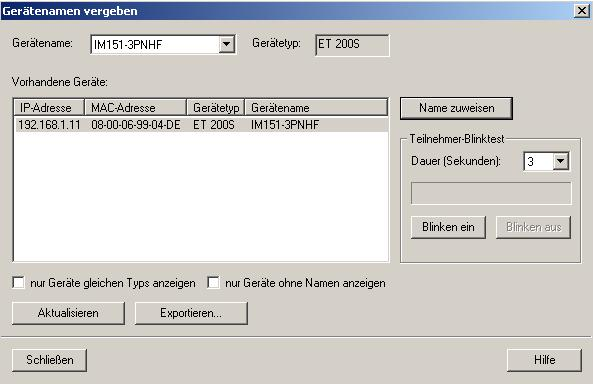 Gerätenamen vergeben
Gerätename: IM151-3PNHF Gerätetyp: ET 200S
Vorhandene Geräte:
IP-Adresse MAC-Adresse Gerätetyp Gerätename
192.168.1.11 08-00-06-99-04-DE ET 200S IM151-3PNHF
Name zuweisen
Teilnehmer-Blinktest
Dauer (Sekunden): 3
Blinken ein Blinken aus
nur Geräte gleichen Typs anzeigen nur Geräte ohne Namen anzeigen
Aktualisieren Exportieren...
Schließen Hilfe